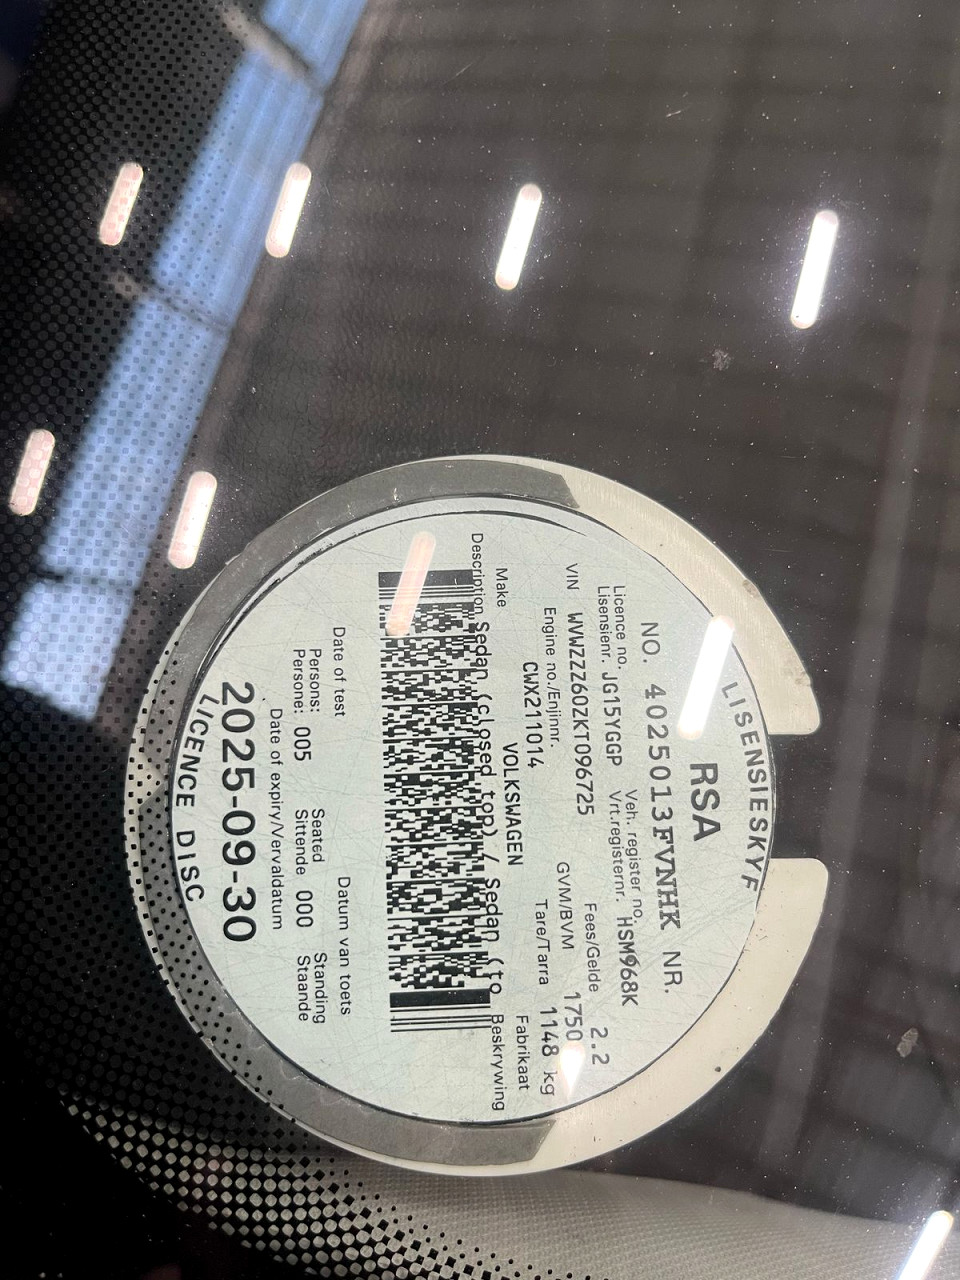 LISENSIESKYF
RSA
NO. 4025013FVNHK NR.
Licence no. Veh. register no.
Lisensienr. JG15YGGP Vrt.registernr. HSM968K
VIN WVWZZZ60ZKT096725 Fees/Gelde 2.2
Engine no./Enjinnr. GVM/BVM 1750
CWX211014 Tare/Tarra 1148 kg
Make VOLKSWAGEN Fabrikaat
Description Sedan (closed top) / Sedan (to Beskrywing
Date of test Datum van toets
Persons: Seated Standing
Persone: 005 Sittende 000 Staande
Date of expiry/Vervaldatum
2025-09-30
LICENCE DISC